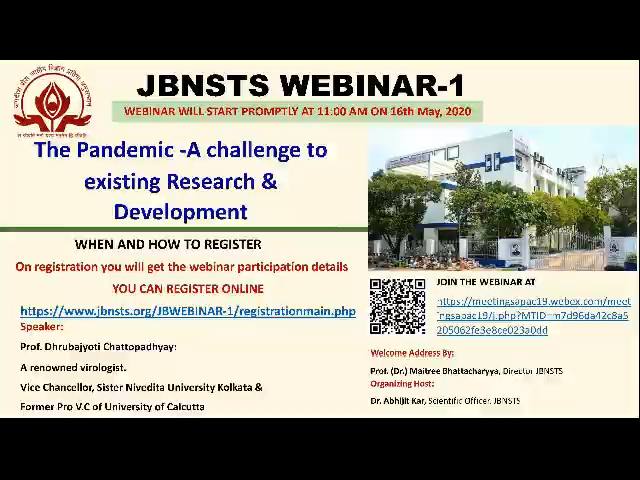 JBNSTS WEBINAR-1
WEBINAR WILL START PROMPTLY AT 11:00 AM ON 16th May, 2020
The Pandemic -A challenge to
existing Research &
Development
WHEN AND HOW TO REGISTER
On registration you will get the webinar participation details
YOU CAN REGISTER ONLINE
https://www.jbnsts.org/JBWEBINAR-1/registrationmain.php
Speaker:
Prof. Dhrubajyoti Chattopadhyay:
A renowned virologist.
Vice Chancellor, Sister Nivedita University Kolkata &
Former Pro V.C of University of Calcutta
JOIN THE WEBINAR AT
https://meetingsapac19.webex.com/meet
ingsapac19/j.php?MTID=m7d96da42c8a5
205062fe3e8ce023a0dd
Welcome Address By:
Prof. (Dr.) Maitree Bhattacharyya, Director JBNSTS
Organizing Host:
Dr. Abhijit Kar, Scientific Officer, JBNSTS